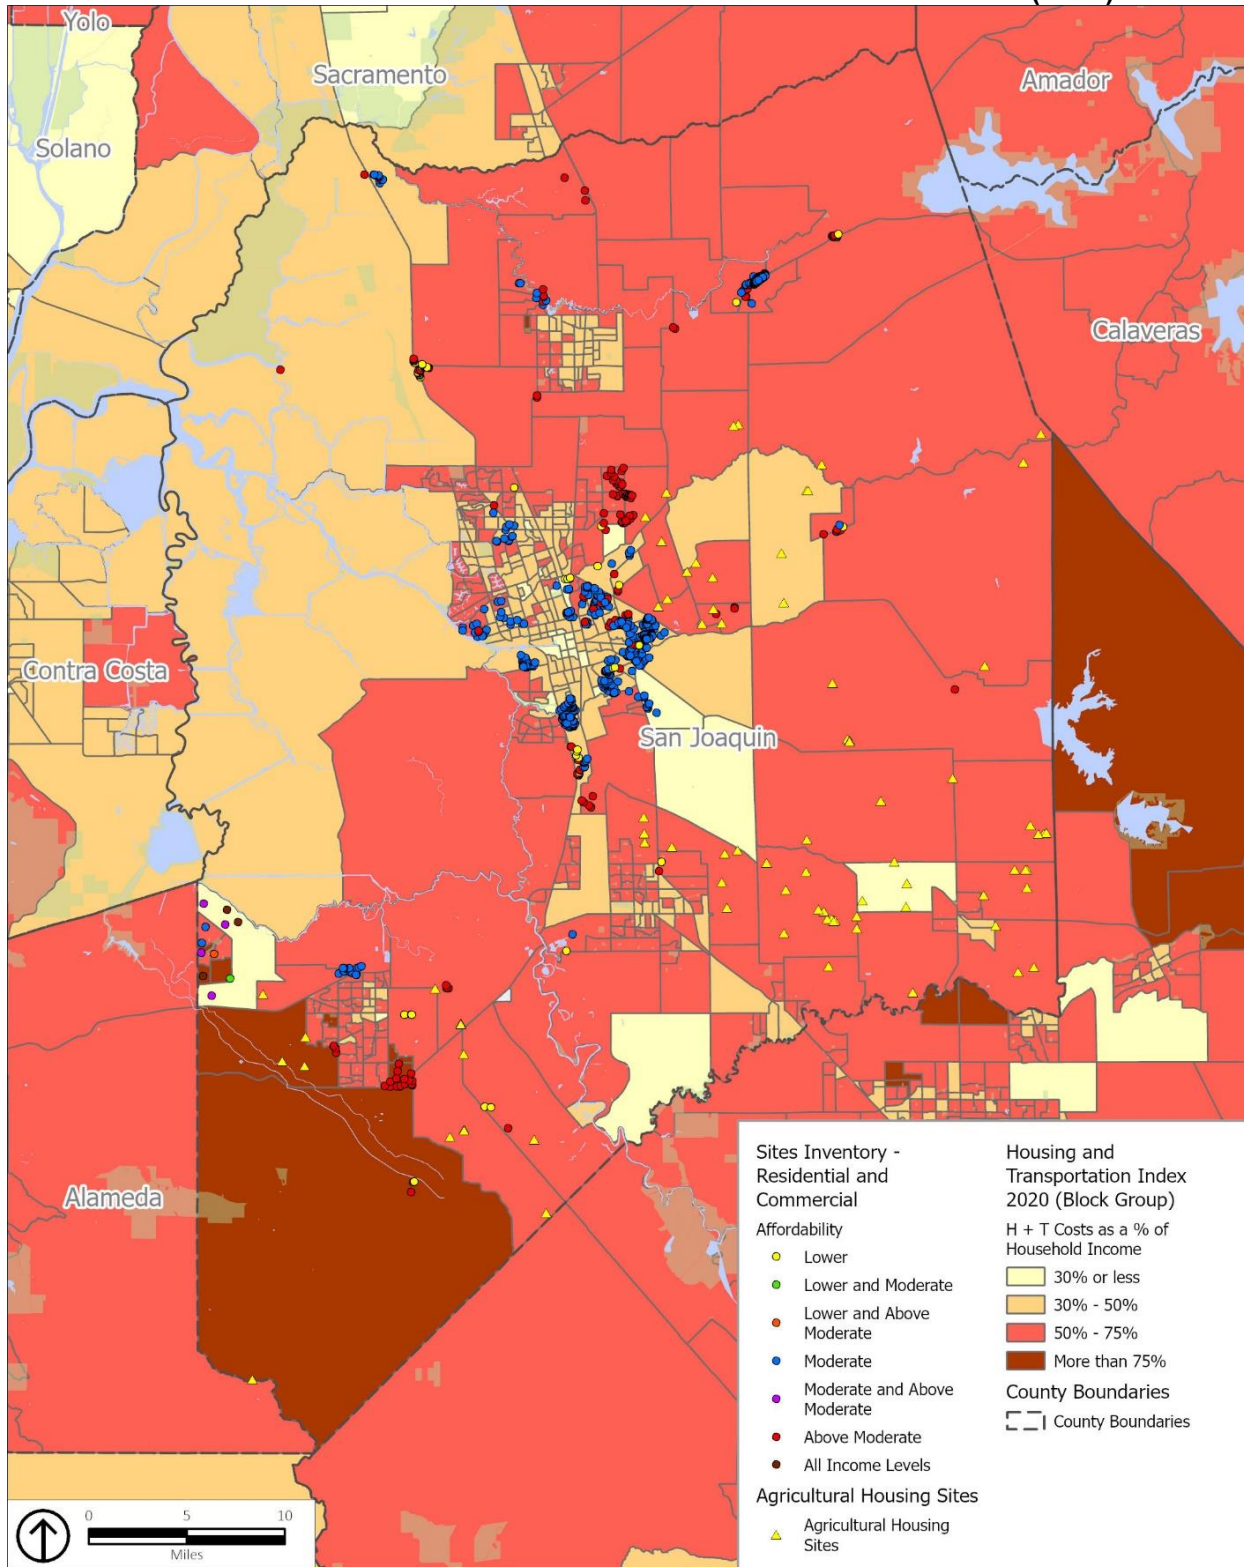 Yolo
Sacramento
Amador
Solano
Calaveras
Contra Costa
San Joaquin
Alameda
Sites Inventory -
Residential and
Commercial
Affordability
Lower
Lower and Moderate
Lower and Above
Moderate
Moderate
Moderate and Above
Moderate
Above Moderate
All Income Levels
Agricultural Housing Sites
Agricultural Housing
Sites
Housing and
Transportation Index
2020 (Block Group)
H + T Costs as a % of
Household Income
30% or less
30% - 50%
50% - 75%
More than 75%
County Boundaries
County Boundaries
0 5 10
Miles